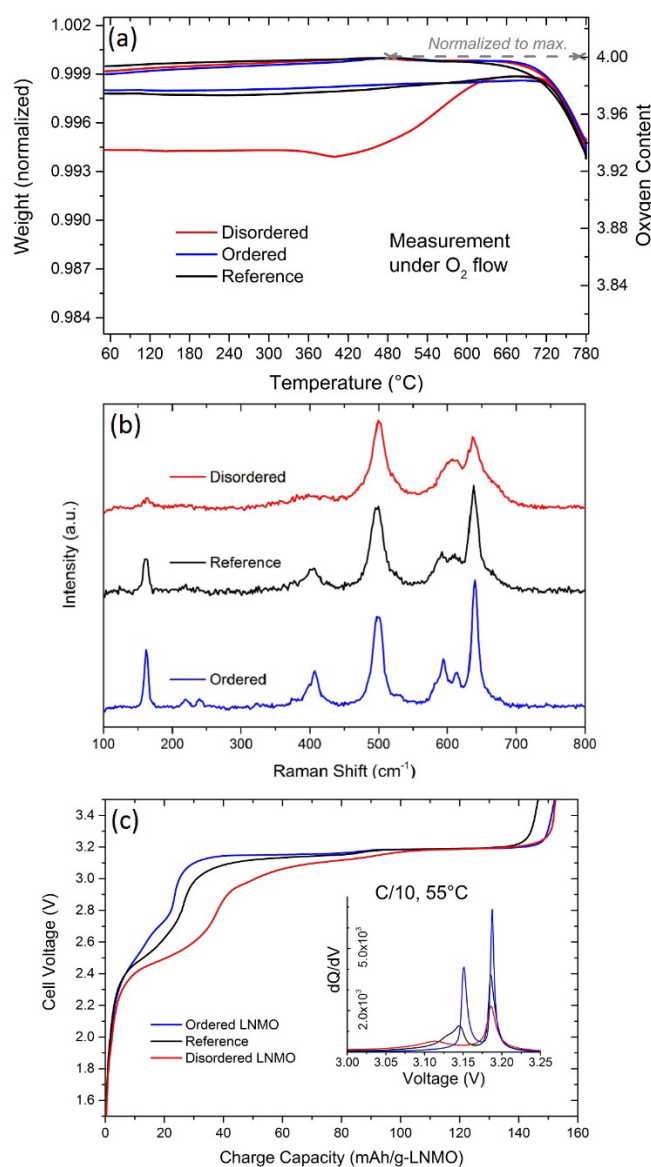 (a)
Normalized to max.
1.002
0.999
0.996
0.993
0.990
0.987
0.984
Weight (normalized)
4.00
3.96
3.92
3.88
3.84
Oxygen Content
Disordered
Ordered
Reference
Measurement
under O2 flow
60 120 180 240 300 360 420 480 540 600 660 720 780
Temperature (°C)
(b)
Disordered
Reference
Ordered
Intensity (a.u.)
100 200 300 400 500 600 700 800
Raman Shift (cm-1)
(c)
3.4
3.2
3.0
2.8
2.6
2.4
2.2
2.0
1.8
1.6
Cell Voltage (V)
C/10, 55°C
5.0x10³
2.0x10³
dQ/dV
3.00 3.05 3.10 3.15 3.20 3.25
Voltage (V)
Ordered LNMO
Reference
Disordered LNMO
0 20 40 60 80 100 120 140 160
Charge Capacity (mAh/g-LNMO)